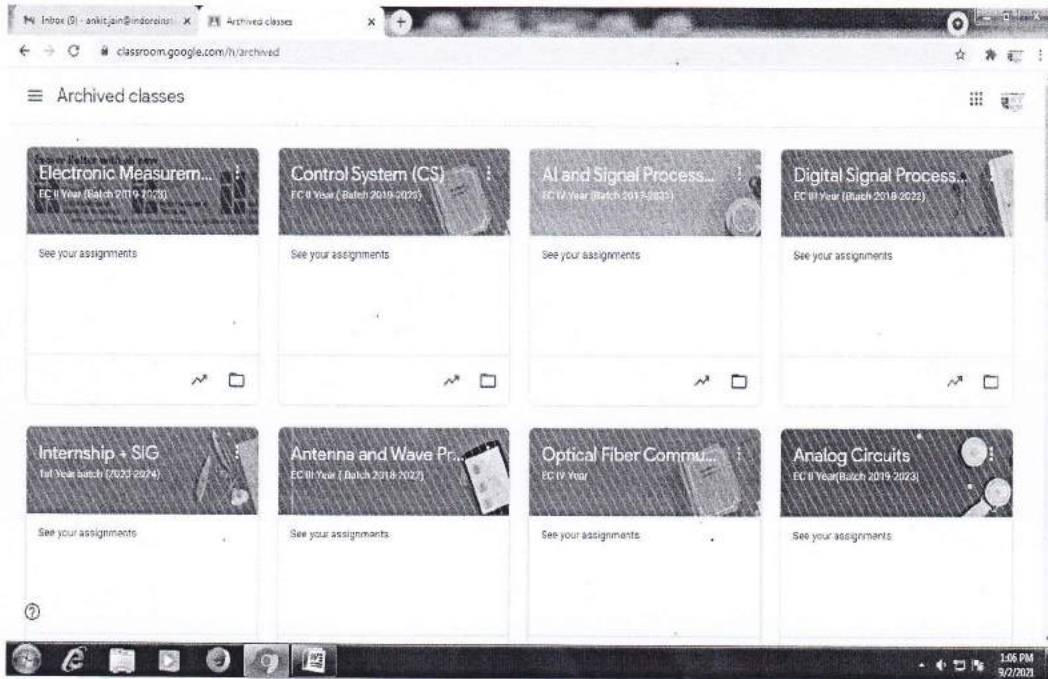 Inbox (9) - ankit.jain@indoreinst
Archived classes
classroom.google.com/h/archived
Archived classes
Electronic Measurem...
EC II Year (Batch 2019-2023)
Control System (CS)
EC II Year ( Batch 2019-2023)
AI and Signal Process...
EC IV Year (Batch 2017-2021)
Digital Signal Process...
EC III Year (Batch 2018-2022)
See your assignments
See your assignments
See your assignments
See your assignments
Internship + SIG
1st Year batch (2023-2024)
Antenna and Wave Pr...
EC III Year ( Batch 2018-2022)
Optical Fiber Commu...
EC IV Year
Analog Circuits
EC II Year(Batch 2019-2023)
See your assignments
See your assignments
See your assignments
See your assignments
1:06 PM
9/2/2021